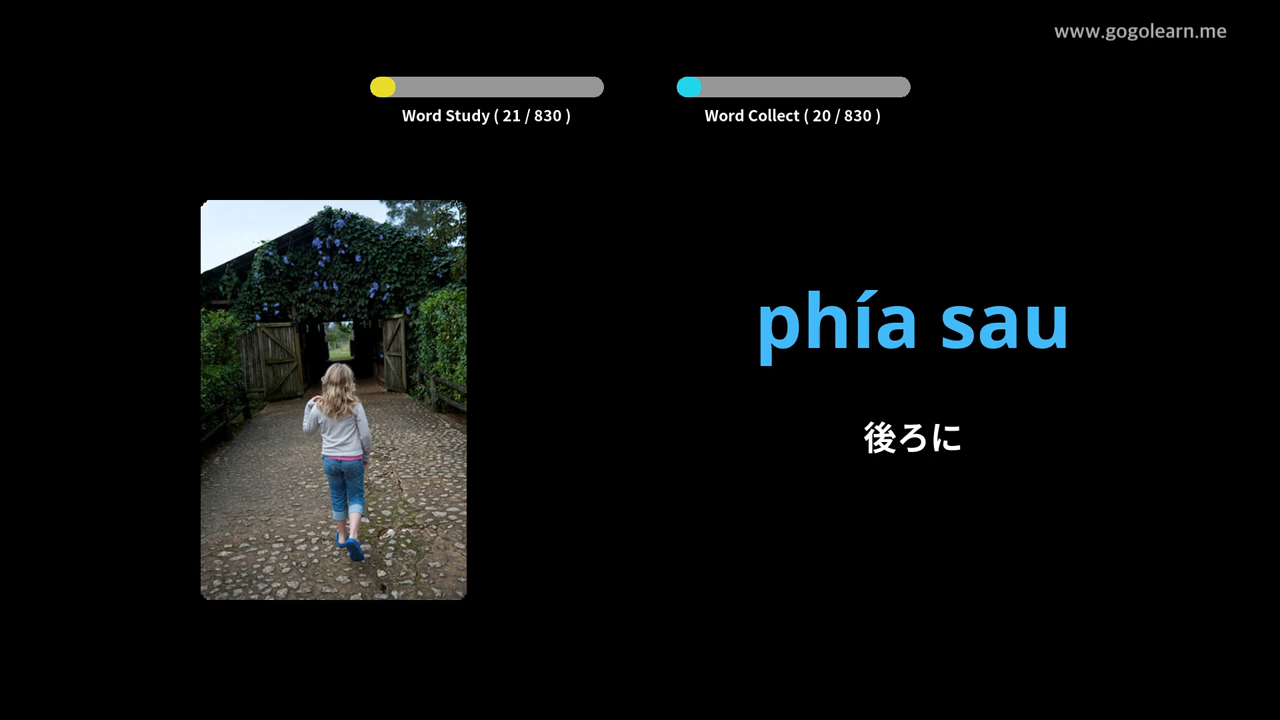 www.gogolearn.me
Word Study ( 21 / 830 )
Word Collect ( 20 / 830 )
phía sau
後ろに